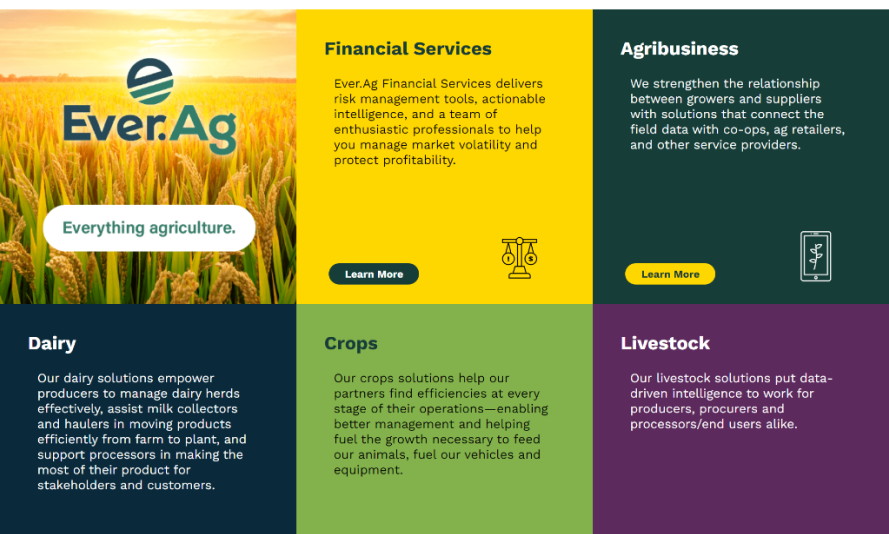 Ever.Ag
Everything agriculture.
Financial Services
Ever.Ag Financial Services delivers
risk management tools, actionable
intelligence, and a team of
enthusiastic professionals to help
you manage market volatility and
protect profitability.
Learn More
Agribusiness
We strengthen the relationship
between growers and suppliers
with solutions that connect the
field data with co-ops, ag retailers,
and other service providers.
Learn More
Dairy
Our dairy solutions empower
producers to manage dairy herds
effectively, assist milk collectors
and haulers in moving products
efficiently from farm to plant, and
support processors in making the
most of their product for
stakeholders and customers.
Crops
Our crops solutions help our
partners find efficiencies at every
stage of their operations—enabling
better management and helping
fuel the growth necessary to feed
our animals, fuel our vehicles and
equipment.
Livestock
Our livestock solutions put data-
driven intelligence to work for
producers, procurers and
processors/end users alike.